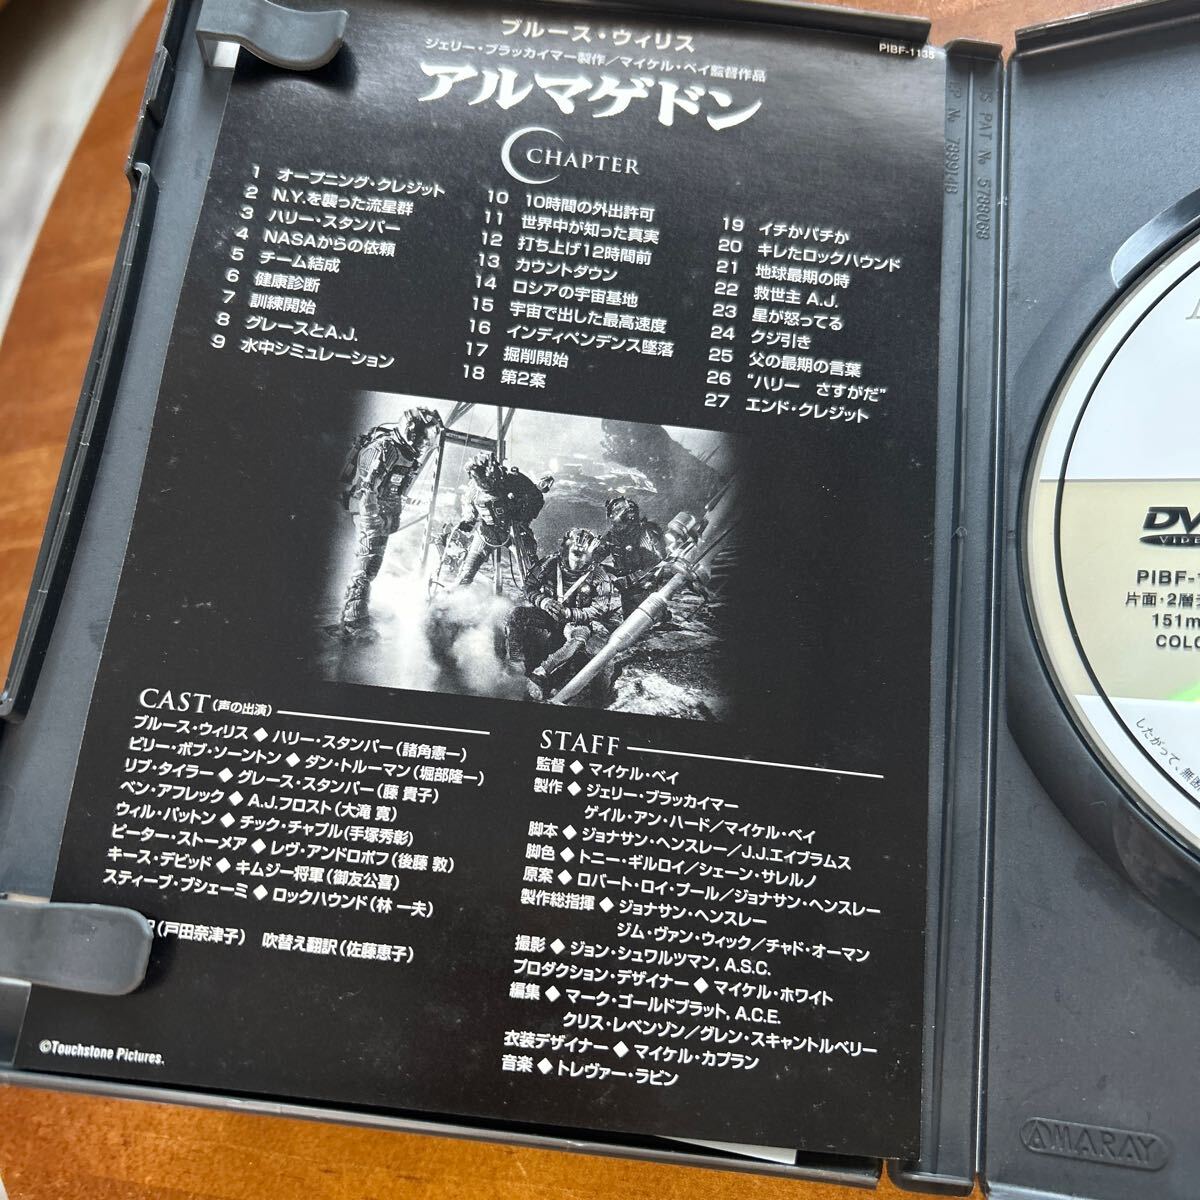 ブルース・ウィリス
PIBF-1135
ジェリー・ブラッカイマー製作／マイケル・ベイ監督作品
アルマゲドン
CHAPTER
1 オープニング・クレジット
2 N.Y.を襲った流星群
3 ハリー・スタンパー
4 NASAからの依頼
5 チーム結成
6 健康診断
7 訓練開始
8 グレースとA.J.
9 水中シミュレーション
10 10時間の外出許可
11 世界中が知った真実
12 打ち上げ12時間前
13 カウントダウン
14 ロシアの宇宙基地
15 宇宙で出した最高速度
16 インディペンデンス墜落
17 掘削開始
18 第2案
19 イチかバチか
20 キレたロックハウンド
21 地球最期の時
22 救世主 A.J.
23 星が怒ってる
24 クジ引き
25 父の最期の言葉
26 “ハリー さすがだ”
27 エンド・クレジット
CAST(声の出演)
ブルース・ウィリス◆ハリー・スタンパー(諸角憲一)
ビリー・ボブ・ソーントン◆ダン・トルーマン(堀部隆一)
リブ・タイラー◆グレース・スタンパー(藤 貴子)
ベン・アフレック◆A.J.フロスト(大滝 寛)
ウィル・パットン◆チック・チャプル(手塚秀彰)
ピーター・ストーメア◆レヴ・アンドロポフ(後藤 敦)
キース・デビッド◆キムジー将軍(御友公喜)
スティーブ・ブシェーミ◆ロックハウンド(林 一夫)
訳(戸田奈津子) 吹替え翻訳(佐藤恵子)
©Touchstone Pictures.
STAFF
監督◆マイケル・ベイ
製作◆ジェリー・ブラッカイマー
ゲイル・アン・ハード／マイケル・ベイ
脚本◆ジョナサン・ヘンスレー／J.J.エイブラムス
脚色◆トニー・ギルロイ／シェーン・サレルノ
原案◆ロバート・ロイ・プール／ジョナサン・ヘンスレー
製作総指揮◆ジョナサン・ヘンスレー
ジム・ヴァン・ウィック／チャド・オーマン
撮影◆ジョン・シュワルツマン, A.S.C.
プロダクション・デザイナー◆マイケル・ホワイト
編集◆マーク・ゴールドブラット, A.C.E.
クリス・レベンゾン／グレン・スキャントルベリー
衣装デザイナー◆マイケル・カプラン
音楽◆トレヴァー・ラビン
US PAT No 5788068
DV
VIDE
PIBF-
片面・2層
151m
COLO
したがって、無断
AMARAY